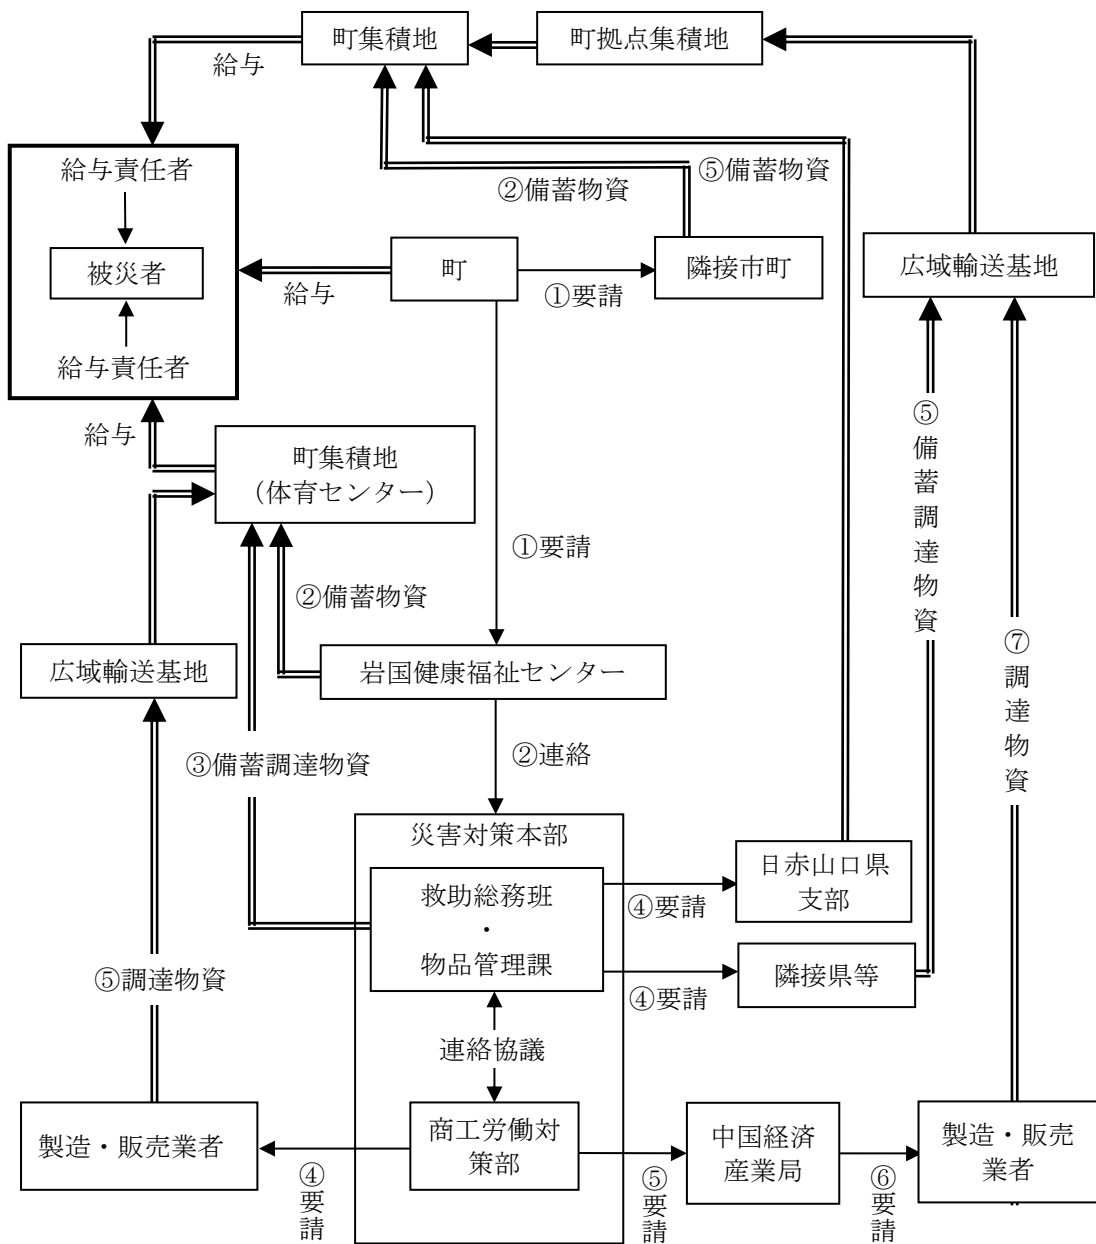 町集積地
町拠点集積地
給与
給与責任者
②備蓄物資
⑤備蓄物資
被災者
町
隣接市町
広域輸送基地
給与
①要請
給与責任者
給与
町集積地
（体育センター）
⑤備蓄調達物資
①要請
②備蓄物資
広域輸送基地
岩国健康福祉センター
⑦調達物資
③備蓄調達物資
②連絡
災害対策本部
救助総務班
・
物品管理課
④要請
日赤山口県
支部
④要請
隣接県等
⑤調達物資
連絡協議
製造・販売業者
商工労働対
策部
中国経済
産業局
製造・販売
業者
④要請
⑤要請
⑥要請